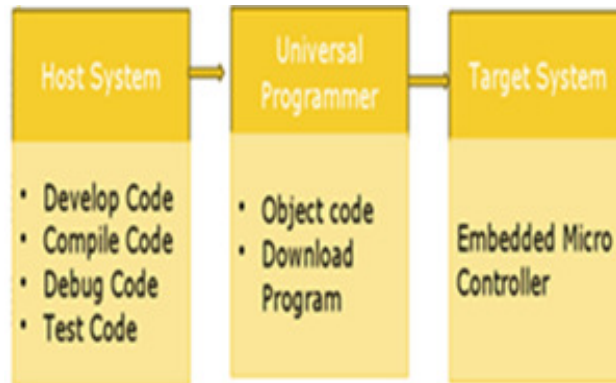 Host System
• Develop Code
• Compile Code
• Debug Code
• Test Code
Universal
Programmer
• Object code
• Download
Program
Target System
Embedded Micro
Controller